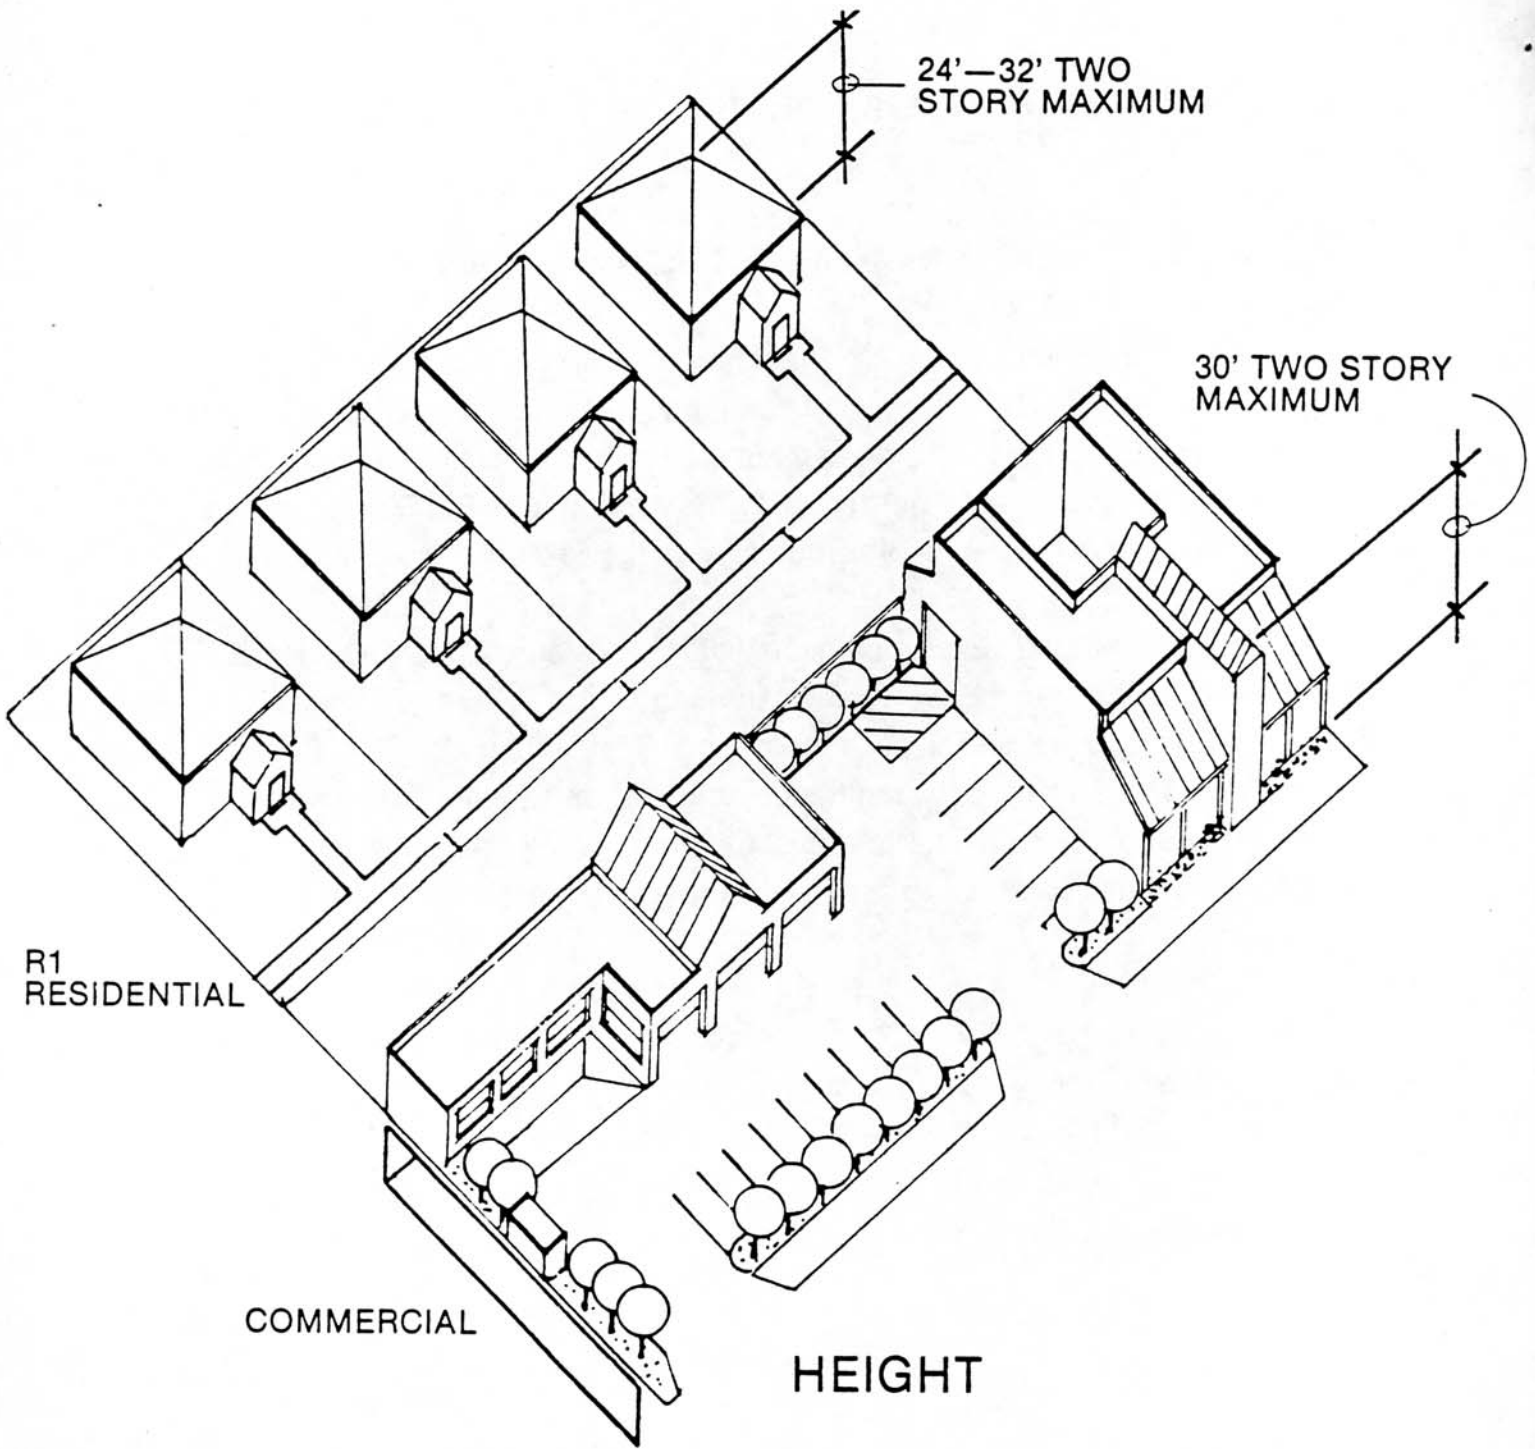 24'—32' TWO
STORY MAXIMUM
30' TWO STORY
MAXIMUM
R1
RESIDENTIAL
COMMERCIAL
HEIGHT